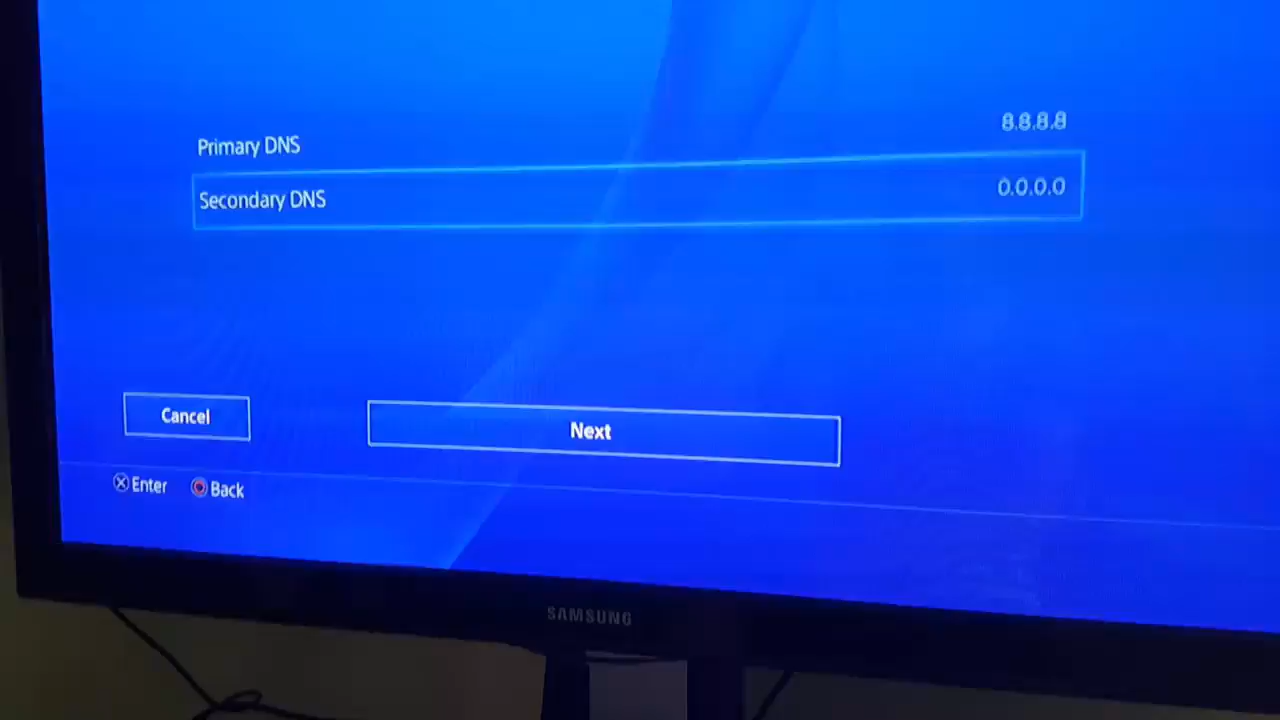 Primary DNS 8.8.8.8
Secondary DNS 0.0.0.0
Cancel Next
Enter Back
SAMSUNG